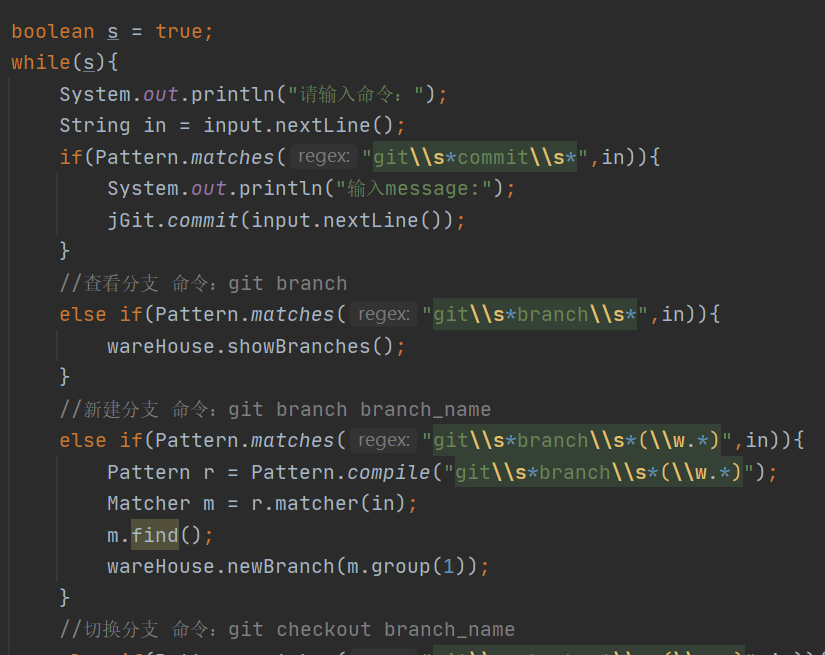 boolean s = true;
while(s){
System.out.println("请输入命令：");
String in = input.nextLine();
if(Pattern.matches( regex: "git\\s*commit\\s*",in)){
System.out.println("输入message:");
jGit.commit(input.nextLine());
}
//查看分支 命令：git branch
else if(Pattern.matches( regex: "git\\s*branch\\s*",in)){
wareHouse.showBranches();
}
//新建分支 命令：git branch branch_name
else if(Pattern.matches( regex: "git\\s*branch\\s*(\\w.*)",in)){
Pattern r = Pattern.compile("git\\s*branch\\s*(\\w.*)");
Matcher m = r.matcher(in);
m.find();
wareHouse.newBranch(m.group(1));
}
//切换分支 命令：git checkout branch_name